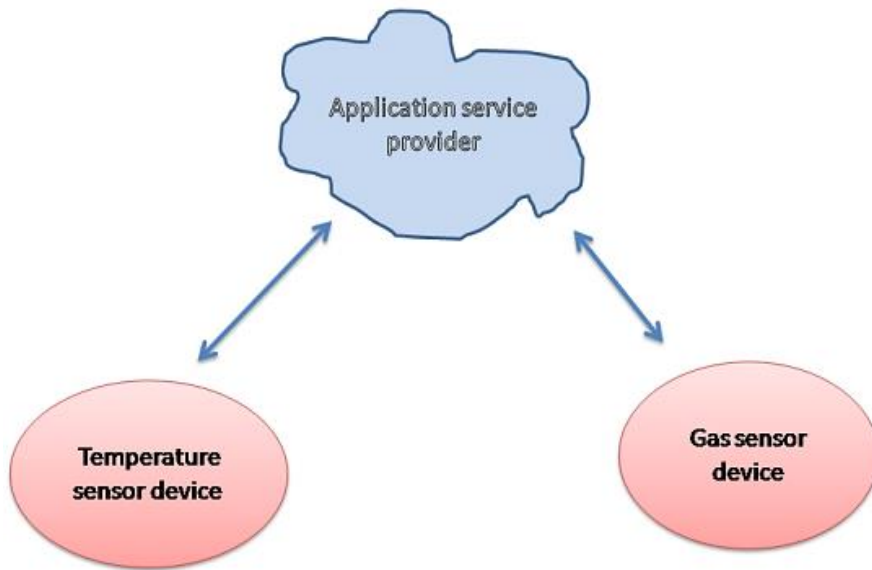 Application service
provider
Temperature
sensor device
Gas sensor
device